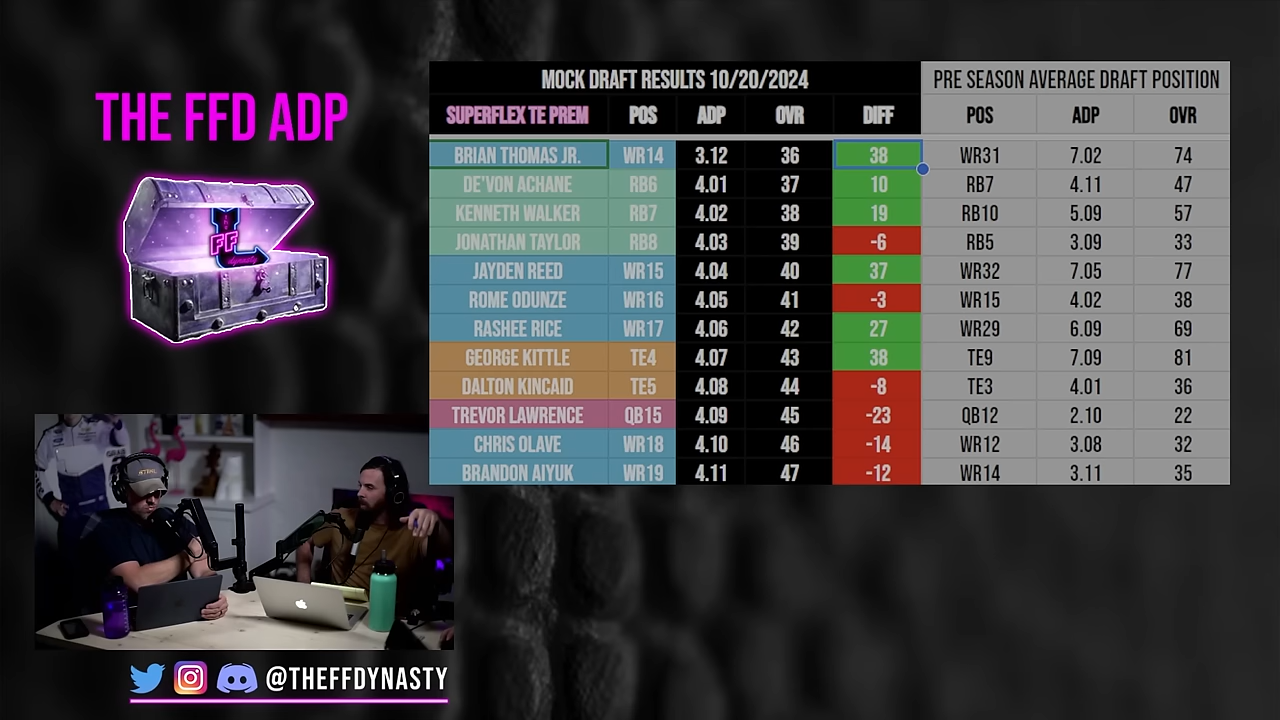 THE FFD ADP
FF
dynasty
MOCK DRAFT RESULTS 10/20/2024 PRE SEASON AVERAGE DRAFT POSITION
SUPERFLEX TE PREM POS ADP OVR DIFF POS ADP OVR
BRIAN THOMAS JR. WR14 3.12 36 38 WR31 7.02 74
DE'VON ACHANE RB6 4.01 37 10 RB7 4.11 47
KENNETH WALKER RB7 4.02 38 19 RB10 5.09 57
JONATHAN TAYLOR RB8 4.03 39 -6 RB5 3.09 33
JAYDEN REED WR15 4.04 40 37 WR32 7.05 77
ROME ODUNZE WR16 4.05 41 -3 WR15 4.02 38
RASHEE RICE WR17 4.06 42 27 WR29 6.09 69
GEORGE KITTLE TE4 4.07 43 38 TE9 7.09 81
DALTON KINCAID TE5 4.08 44 -8 TE3 4.01 36
TREVOR LAWRENCE QB15 4.09 45 -23 QB12 2.10 22
CHRIS OLAVE WR18 4.10 46 -14 WR12 3.08 32
BRANDON AIYUK WR19 4.11 47 -12 WR14 3.11 35
@THEFFDYNASTY